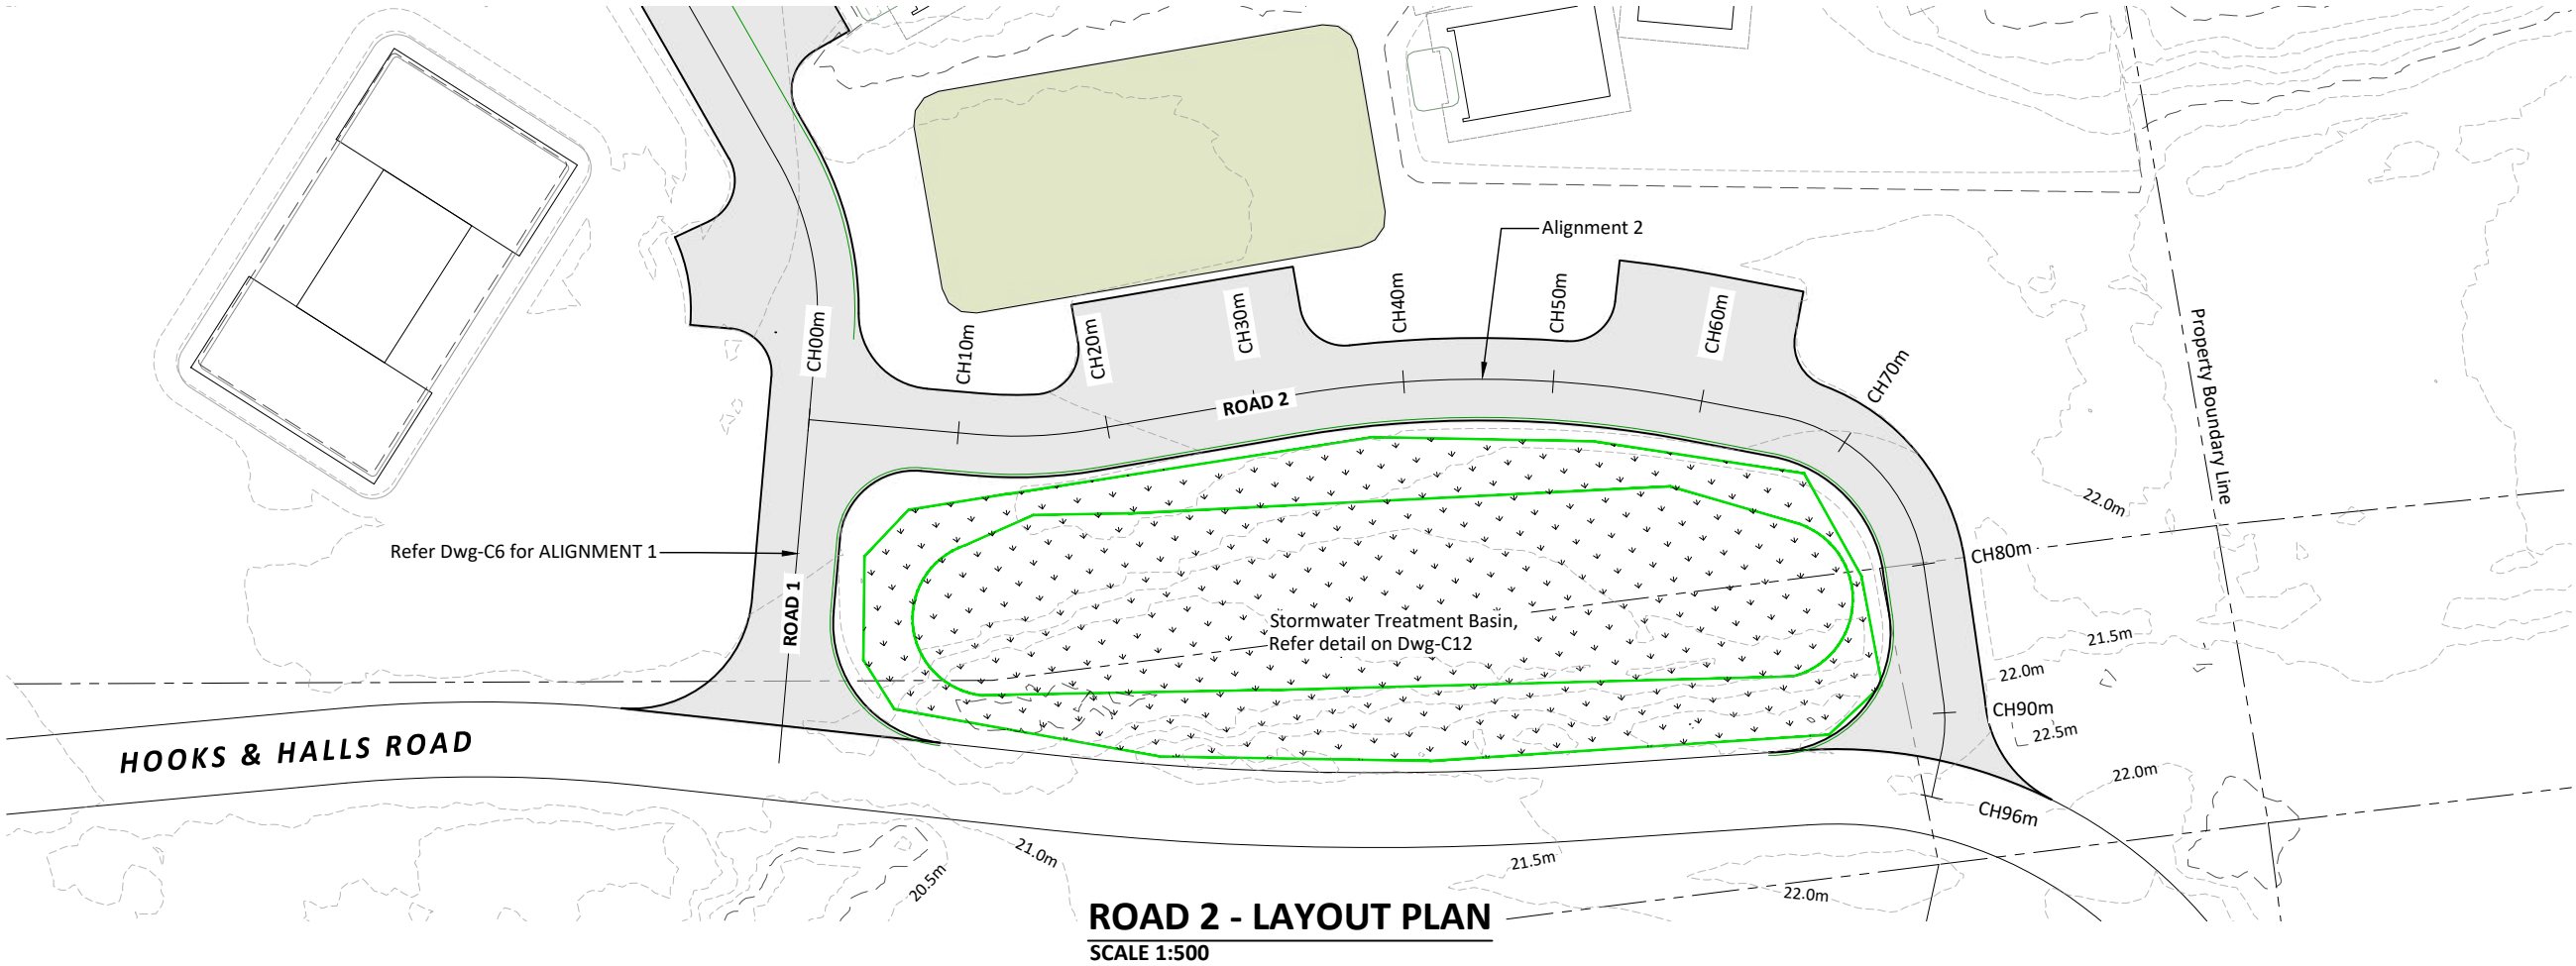 Alignment 2
CH00m
CH10m
CH20m
CH30m
CH40m
CH50m
CH60m
CH70m
ROAD 2
Property Boundary Line
22.0m
Refer Dwg-C6 for ALIGNMENT 1
CH80m
ROAD 1
Stormwater Treatment Basin,
Refer detail on Dwg-C12
21.5m
22.0m
CH90m
22.5m
HOOKS & HALLS ROAD
22.0m
CH96m
21.0m
20.5m
21.5m
22.0m
ROAD 2 - LAYOUT PLAN
SCALE 1:500